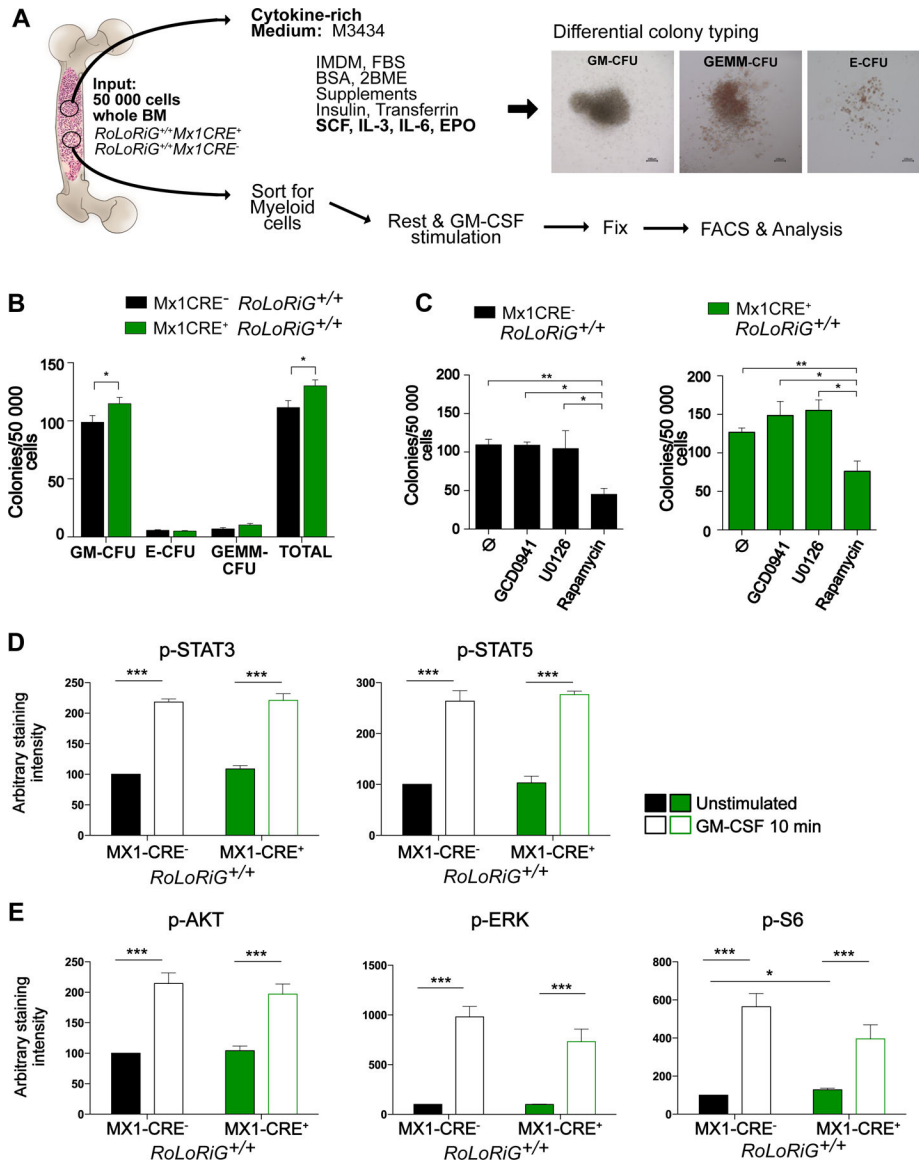 A
Cytokine-rich
Medium: M3434
IMDM, FBS
BSA, 2BME
Supplements
Insulin, Transferrin
SCF, IL-3, IL-6, EPO
Input:
50 000 cells
whole BM
RoLoRiG+/+Mx1CRE+
RoLoRiG+/+Mx1CRE-
Differential colony typing
GM-CFU
GEMM-CFU
E-CFU
Sort for
Myeloid
cells
Rest & GM-CSF
stimulation
Fix
FACS & Analysis
B
Mx1CRE- RoLoRiG+/+
Mx1CRE+ RoLoRiG+/+
Colonies/50 000
cells
150
100
50
0
*
*
GM-CFU
E-CFU
GEMM-
CFU
TOTAL
C
Mx1CRE-
RoLoRiG+/+
Colonies/50 000
cells
200
150
100
50
0
**
*
*
Ø
GCD0941
U0126
Rapamycin
Mx1CRE+
RoLoRiG+/+
Colonies/50 000
cells
200
150
100
50
0
**
*
*
Ø
GCD0941
U0126
Rapamycin
D
p-STAT3
Arbitrary staining
intensity
250
200
150
100
50
0
***
***
MX1-CRE-
MX1-CRE+
RoLoRiG+/+
p-STAT5
300
200
100
0
***
***
MX1-CRE-
MX1-CRE+
RoLoRiG+/+
Unstimulated
GM-CSF 10 min
E
p-AKT
Arbitrary staining
intensity
250
200
150
100
50
0
***
***
MX1-CRE-
MX1-CRE+
RoLoRiG+/+
p-ERK
1500
1000
500
0
***
***
MX1-CRE-
MX1-CRE+
RoLoRiG+/+
p-S6
800
600
400
200
0
***
*
***
MX1-CRE-
MX1-CRE+
RoLoRiG+/+